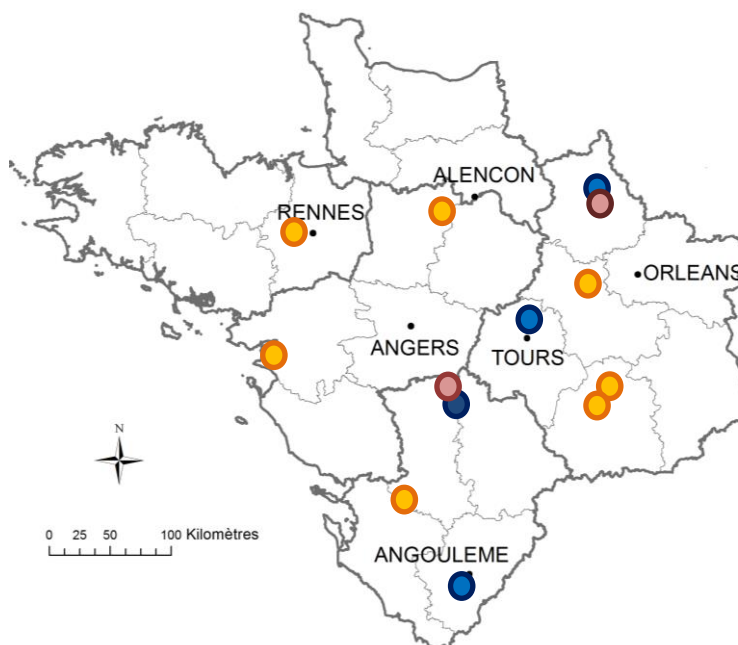 ALENCON
RENNES
ORLEANS
ANGERS
TOURS
N
0 25 50 100 Kilomètres
ANGOULEME